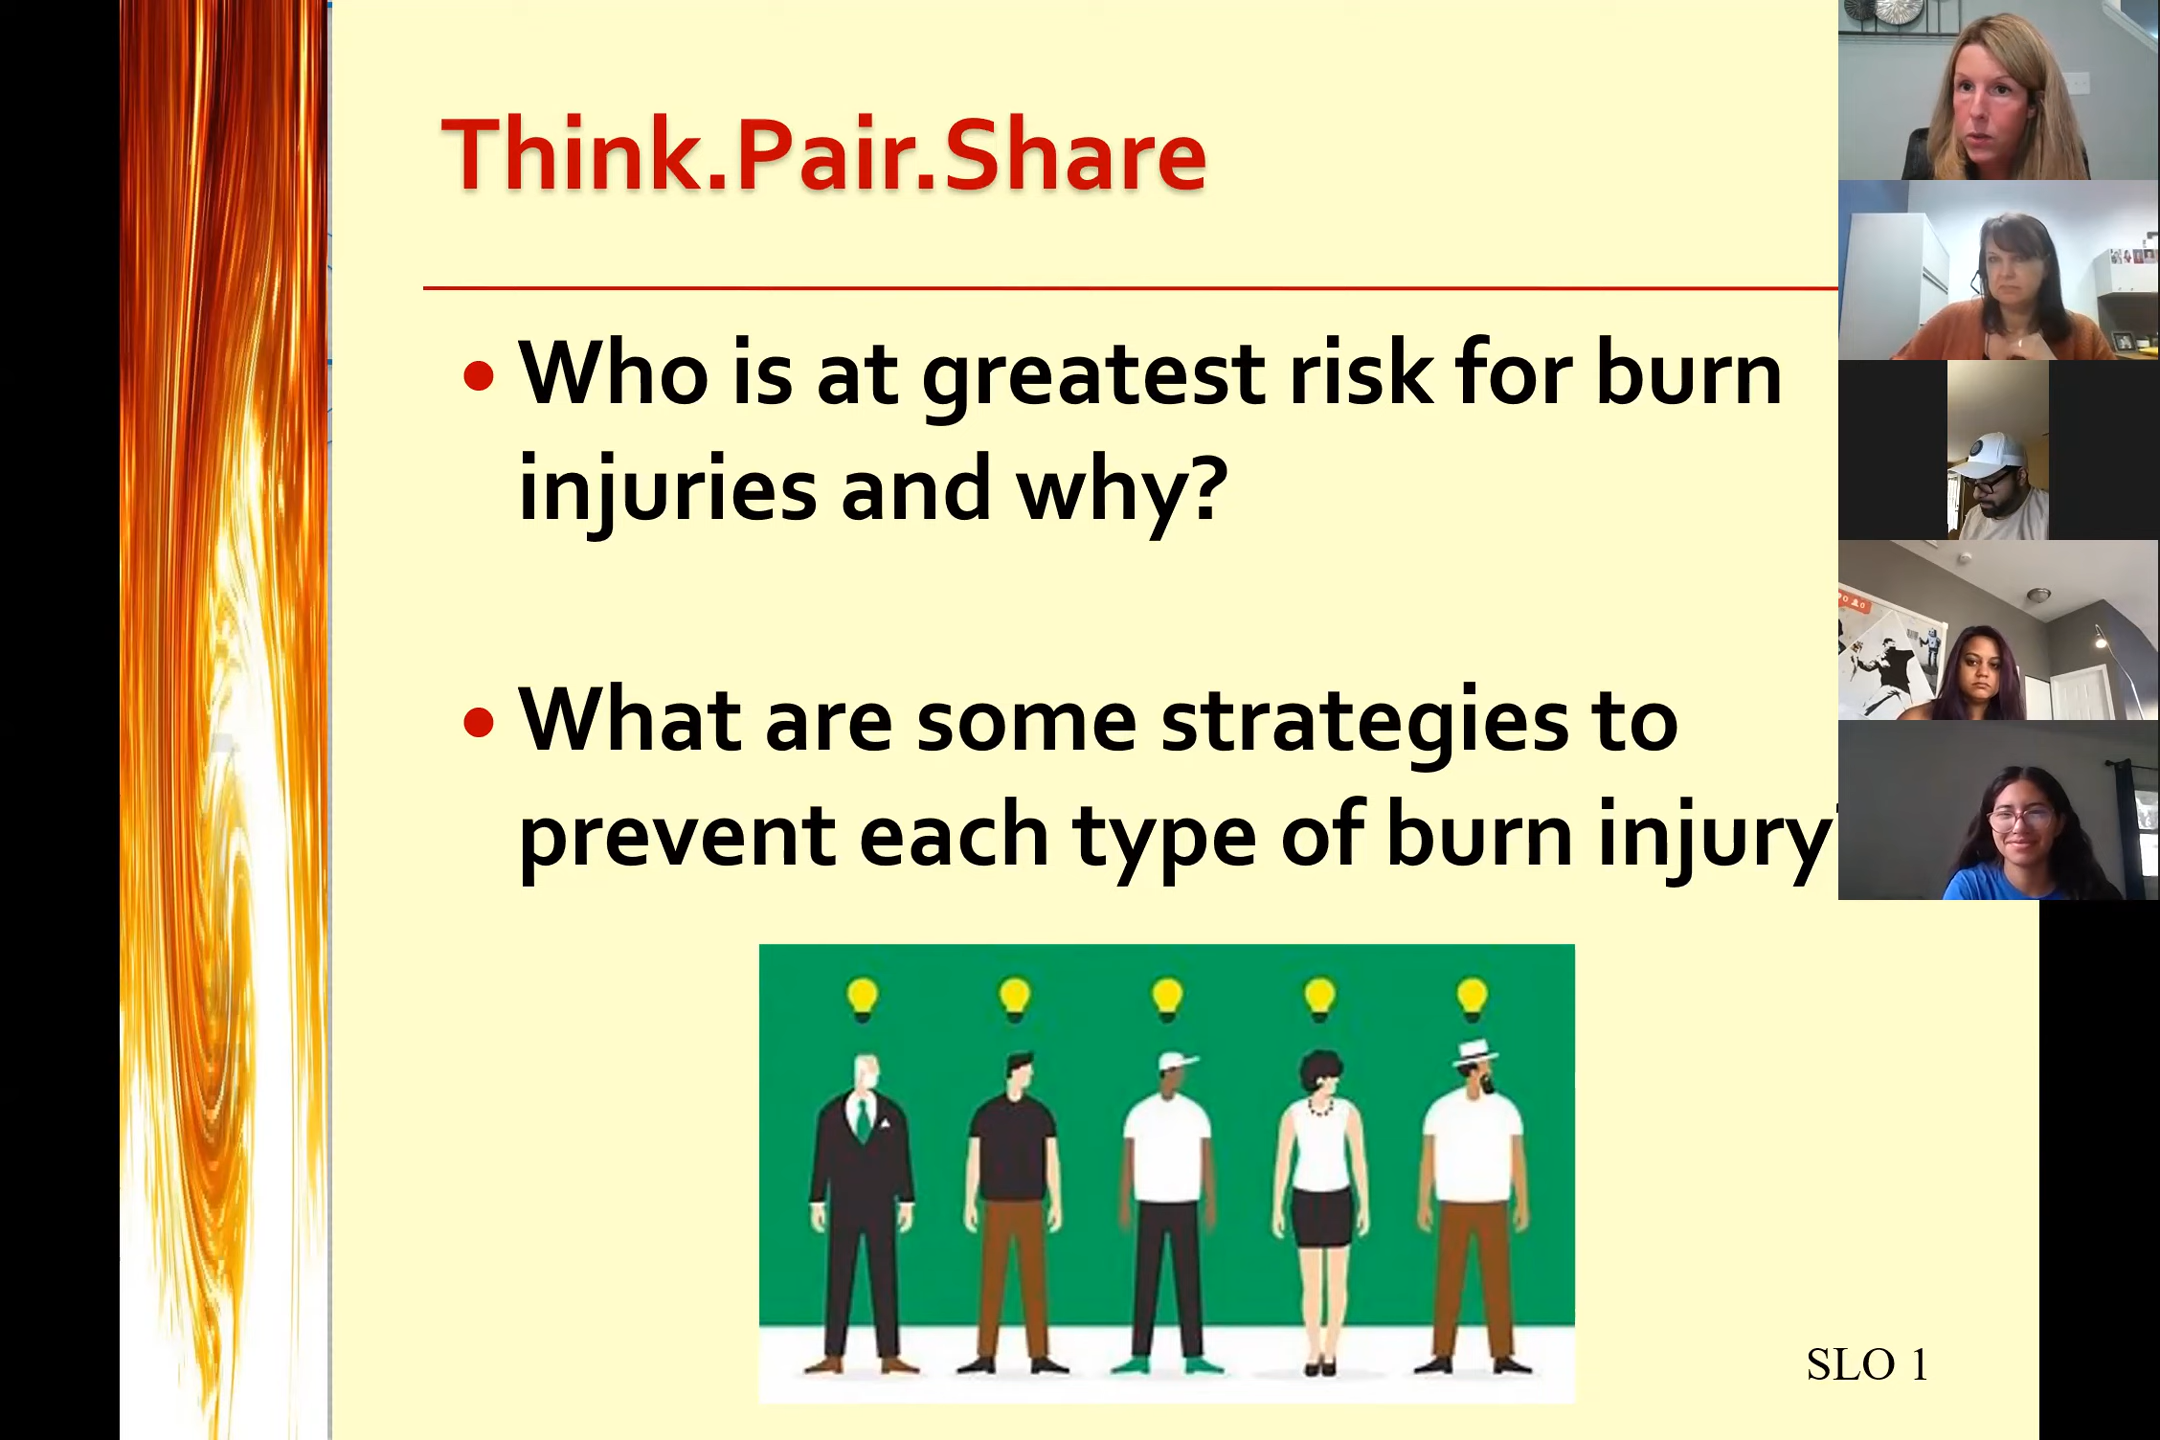 Think.Pair.Share
• Who is at greatest risk for burn
injuries and why?
• What are some strategies to
prevent each type of burn injury?
SLO 1